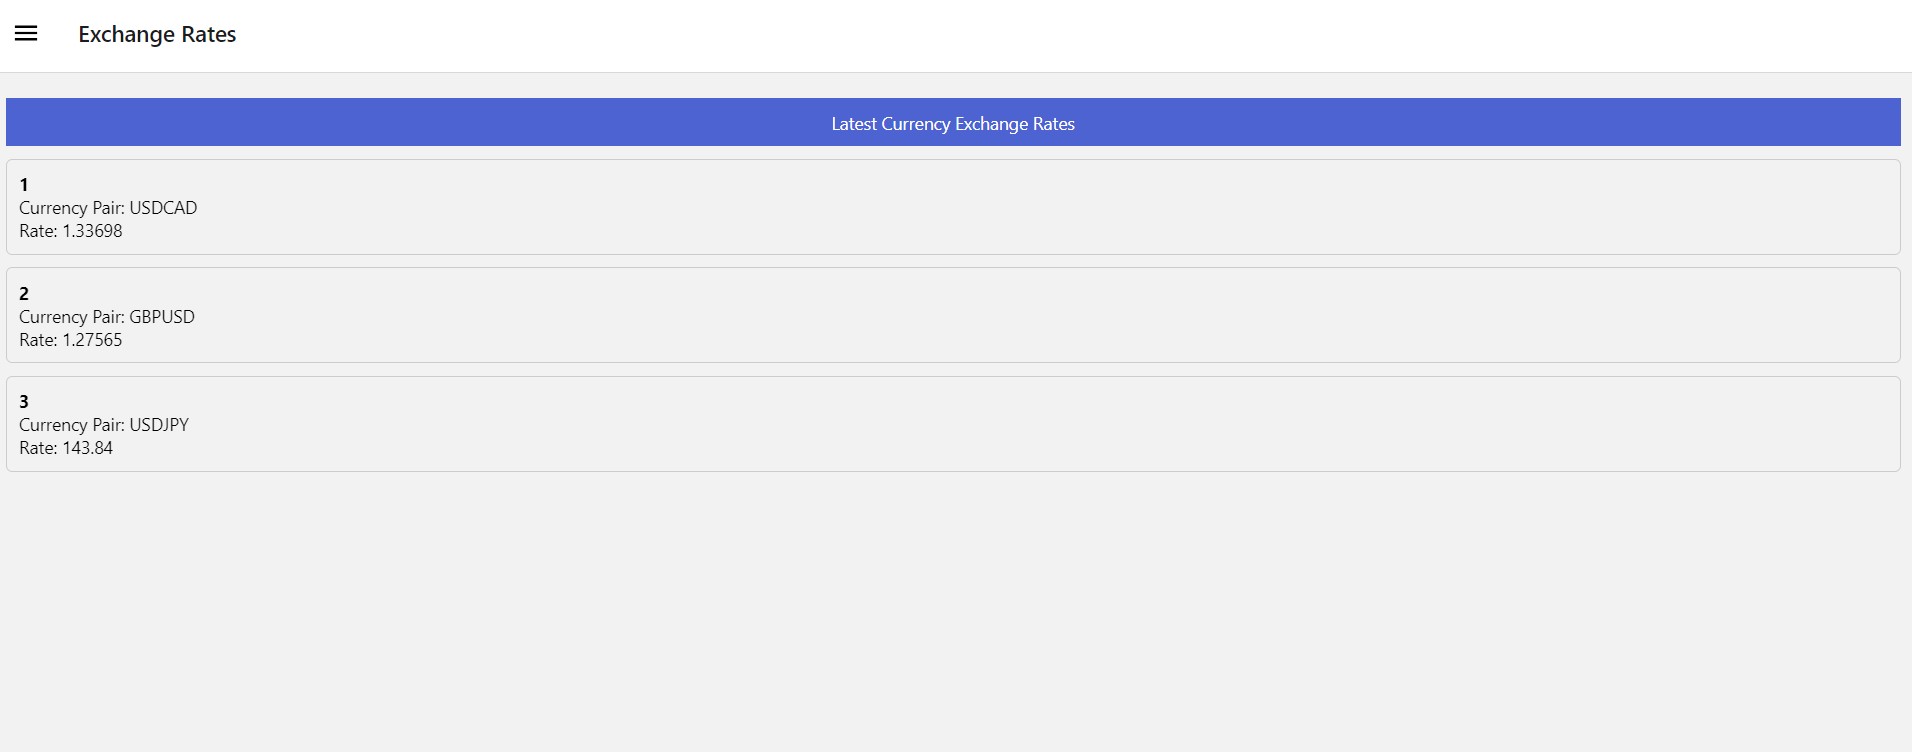 Exchange Rates
Latest Currency Exchange Rates
1
Currency Pair: USDCAD
Rate: 1.33698
2
Currency Pair: GBPUSD
Rate: 1.27565
3
Currency Pair: USDJPY
Rate: 143.84